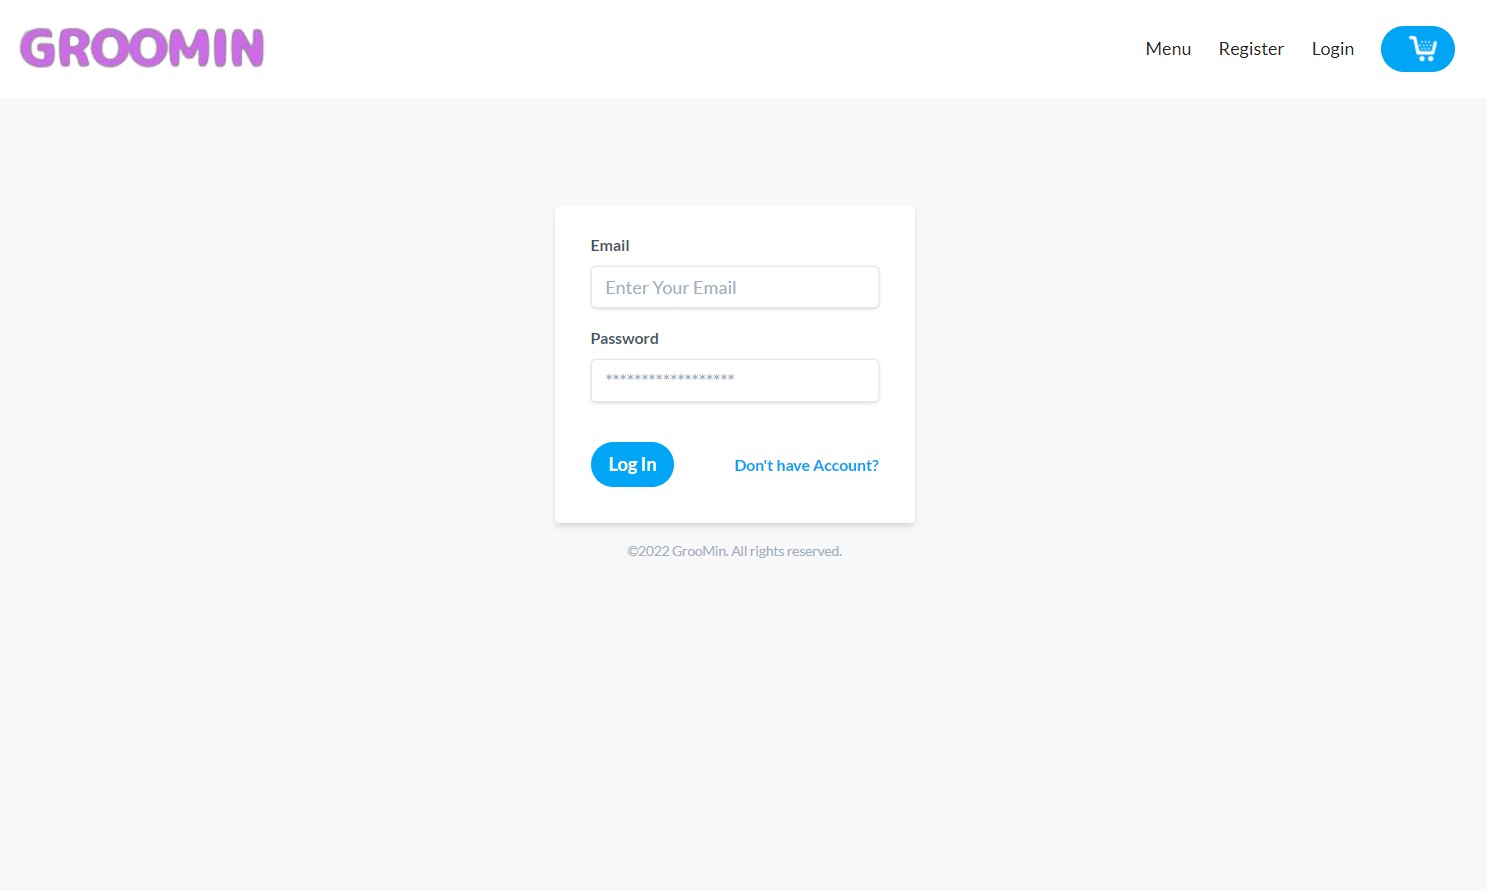 GROOMIN
Menu Register Login
Email
Enter Your Email
Password
******************
Log In Don't have Account?
©2022 GrooMin. All rights reserved.